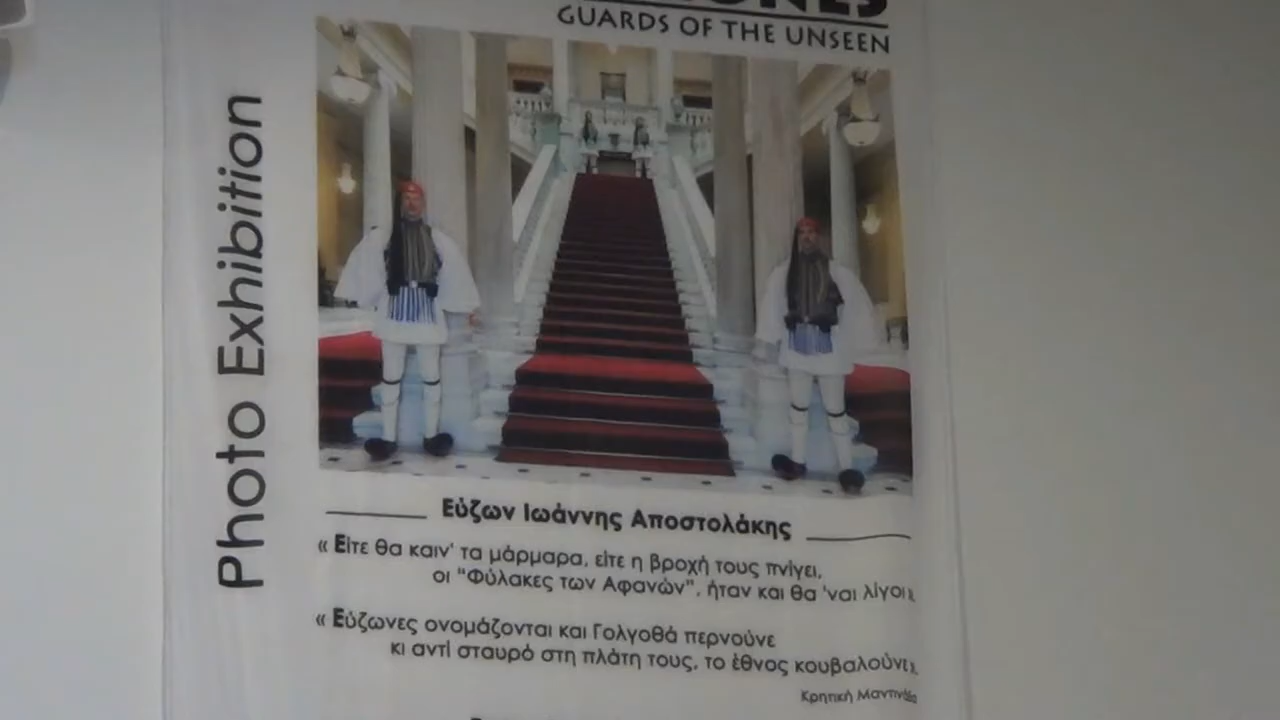 GUARDS OF THE UNSEEN
Photo Exhibition
Εύζων Ιωάννης Αποστολάκης
« Είτε θα καιν' τα μάρμαρα, είτε η βροχή τους πνίγει,
οι "Φύλακες των Αφανών", ήταν και θα 'ναι λίγοι».
« Εύζωνες ονομάζονται και Γολγοθά περνούνε
κι αντί σταυρό στη πλάτη τους, το έθνος κουβαλούνε».
Κρητική Μαντινάδα